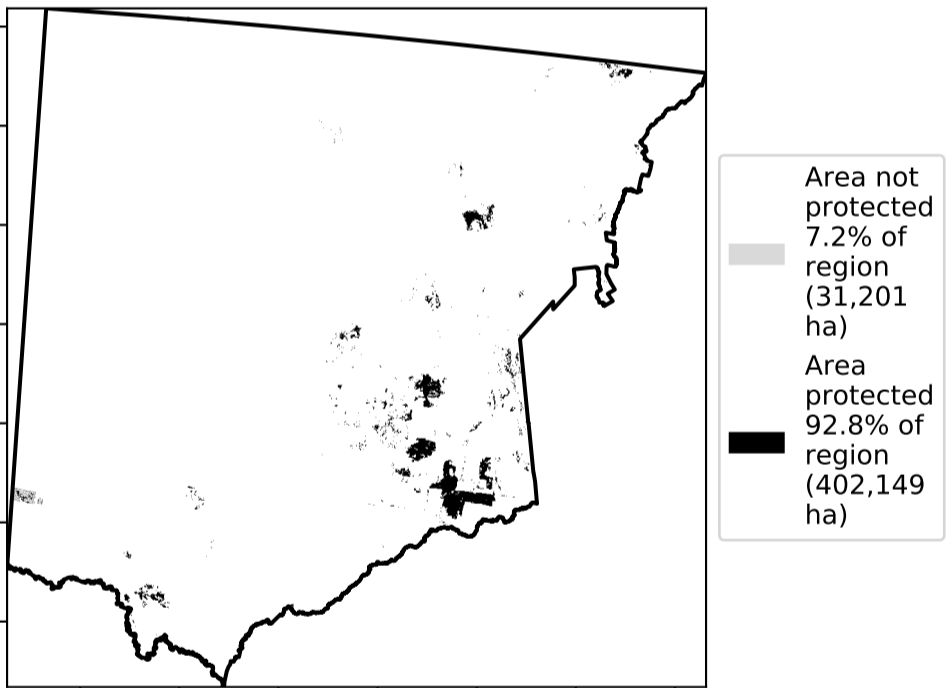 Area not
protected
7.2% of
region
(31,201
ha)
Area
protected
92.8% of
region
(402,149
ha)